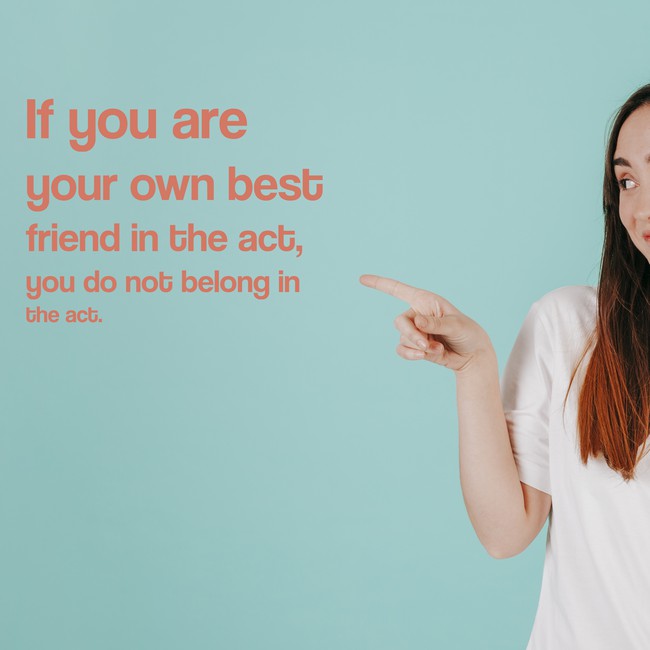 If you are
your own best
friend in the act,
you do not belong in
the act.